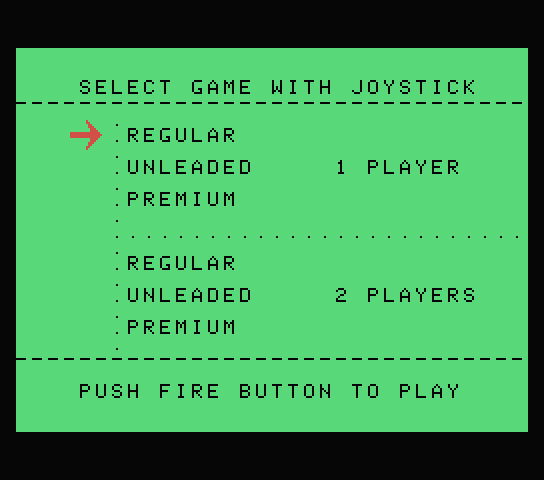 SELECT GAME WITH JOYSTICK
REGULAR
UNLEADED 1 PLAYER
PREMIUM
REGULAR
UNLEADED 2 PLAYERS
PREMIUM
PUSH FIRE BUTTON TO PLAY